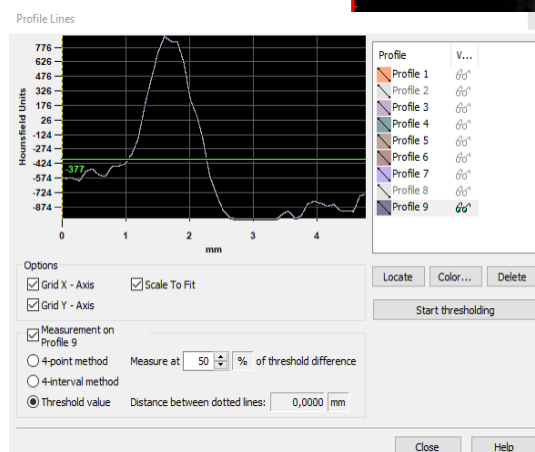 Profile Lines
776
626
476
326
176
26
-124
-274
-424
-574
-724
-874
Hounsfield Units
-377
0 1 2 3 4
mm
Profile V...
Profile 1
Profile 2
Profile 3
Profile 4
Profile 5
Profile 6
Profile 7
Profile 8
Profile 9
Locate Color... Delete
Start thresholding
Options
Grid X - Axis Scale To Fit
Grid Y - Axis
Measurement on
Profile 9
4-point method Measure at 50 % of threshold difference
4-interval method
Threshold value Distance between dotted lines: 0,0000 mm
Close Help